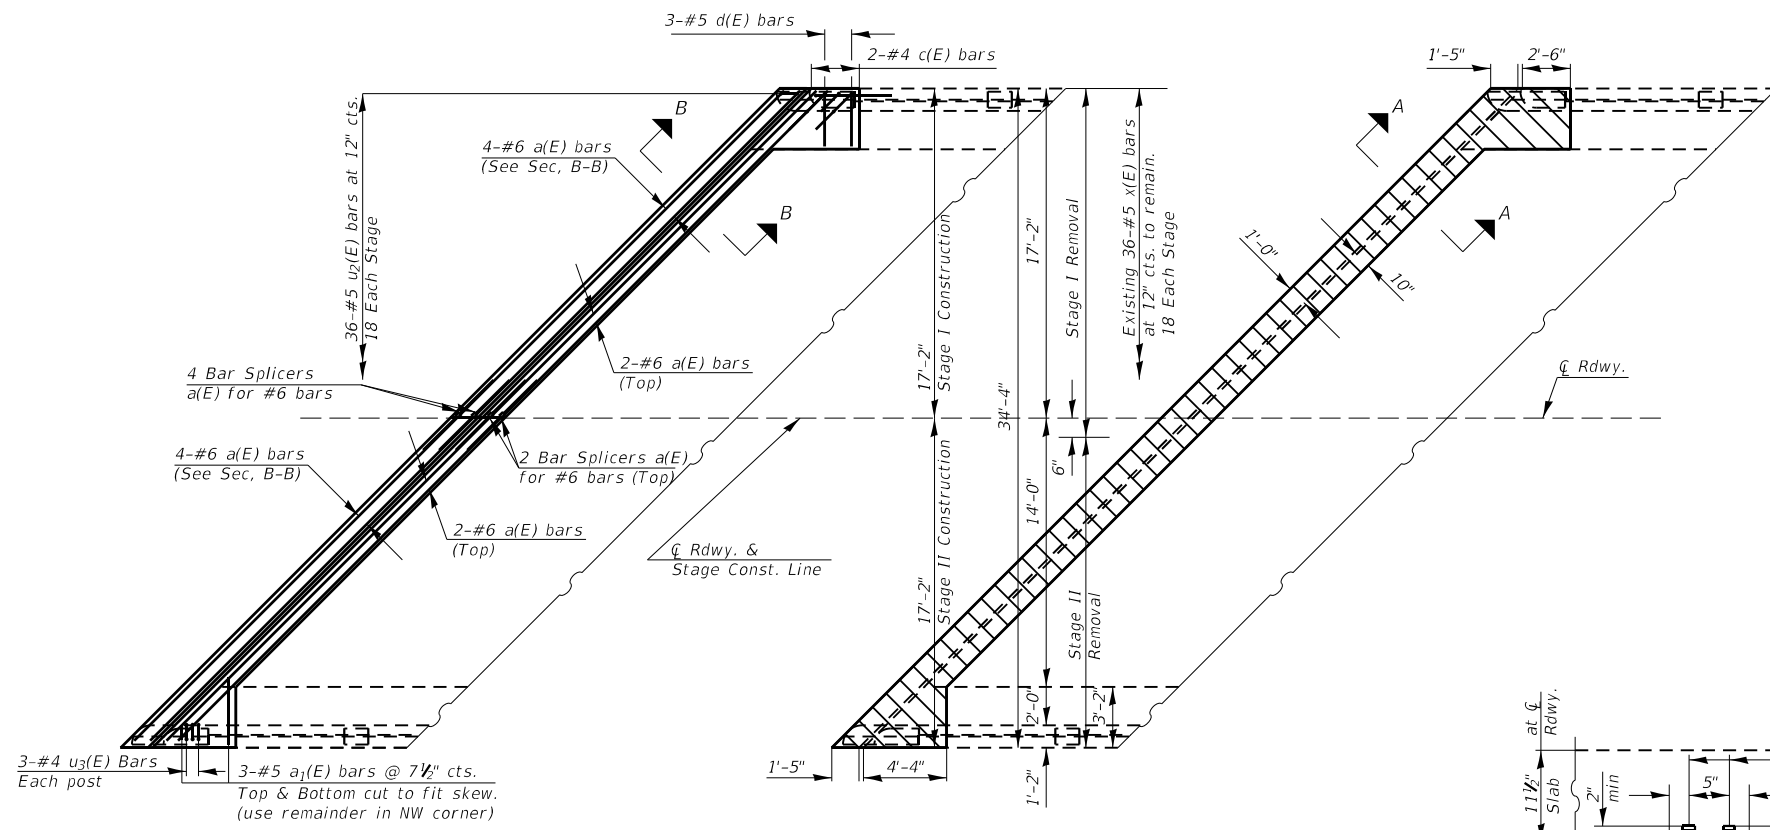 3-#5 d(E) bars
2-#4 c(E) bars
B
4-#6 a(E) bars
(See Sec, B-B)
B
36-#5 u2(E) bars at 12" cts.
18 Each Stage
2-#6 a(E) bars
(Top)
4 Bar Splicers
a(E) for #6 bars
4-#6 a(E) bars
(See Sec, B-B)
2 Bar Splicers a(E)
for #6 bars (Top)
2-#6 a(E) bars
(Top)
℄ Rdwy. &
Stage Const. Line
3-#4 u3(E) Bars
Each post
3-#5 a1(E) bars @ 7½" cts.
Top & Bottom cut to fit skew.
(use remainder in NW corner)
17'-2"
Stage I Construction
17'-2"
Stage II Construction
34'-4"
17'-2"
14'-0"
2'-0"
1'-2"
Stage I Removal
6"
Stage II
Removal
3'-2"
Existing 36-#5 x(E) bars
at 12" cts. to remain.
18 Each Stage
1'-5"
2'-6"
A
A
1'-0"
10"
℄ Rdwy.
1'-5"
4'-4"
at ℄
Rdwy.
11½"
Slab
2"
min
5"